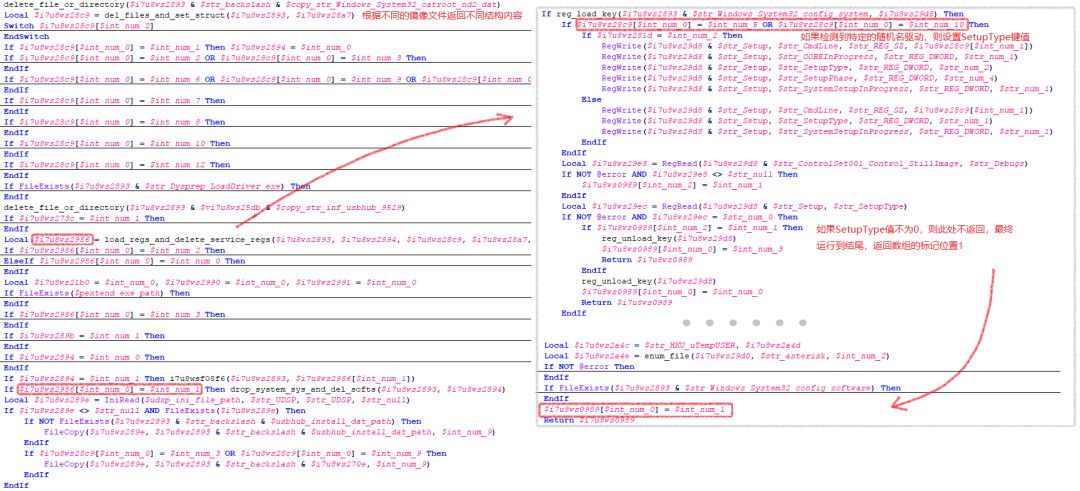 delete_file_or_directory($i7u8ws2893 & $str_backslash & $copy_str_Windows_System32_catroot_nd2_dat)
Local $i7u8ws28c9 = del_files_and_set_struct($i7u8ws2893, $i7u8ws28a7) 根据不同的镜像文件返回不同结构内容
Switch $i7u8ws28c9[$int_num_2]
EndSwitch
If $i7u8ws28c9[$int_num_0] = $int_num_1 Then $i7u8ws2894 = $int_num_0
If $i7u8ws28c9[$int_num_0] = $int_num_2 OR $i7u8ws28c9[$int_num_0] = $int_num_3 Then
EndIf
If $i7u8ws28c9[$int_num_0] = $int_num_6 OR $i7u8ws28c9[$int_num_0] = $int_num_9 OR $i7u8ws28c9[$int_num_0
EndIf
If $i7u8ws28c9[$int_num_0] = $int_num_7 Then
EndIf
If $i7u8ws28c9[$int_num_0] = $int_num_8 Then
EndIf
If $i7u8ws28c9[$int_num_0] = $int_num_10 Then
EndIf
If $i7u8ws28c9[$int_num_0] = $int_num_12 Then
EndIf
If FileExists($i7u8ws2893 & $str_Dysprep_LoadDriver_exe) Then
EndIf
delete_file_or_directory($i7u8ws2893 & $vi7u8ws25db & $copy_str_inf_usbhub_9529)
If $i7u8ws273c = $int_num_1 Then
EndIf
Local $i7u8ws2986 = load_regs_and_delete_service_regs($i7u8ws2893, $i7u8ws2894, $i7u8ws28c9, $i7u8ws28a7,
If $i7u8ws2986[$int_num_0] = $int_num_2 Then
ElseIf $i7u8ws2986[$int_num_0] = $int_num_0 Then
EndIf
Local $i7u8ws21b0 = $int_num_0, $i7u8ws2990 = $int_num_0, $i7u8ws2991 = $int_num_0
If FileExists($pextend_exe_path) Then
EndIf
If $i7u8ws2986[$int_num_0] = $int_num_3 Then
EndIf
If $i7u8ws289b = $int_num_1 Then
EndIf
If $i7u8ws2894 = $int_num_0 Then
EndIf
If $i7u8ws2894 = $int_num_1 Then i7u8wsf08f6($i7u8ws2893, $i7u8ws2986[$int_num_1])
If $i7u8ws2986[$int_num_0] = $int_num_1 Then drop_system_sys_and_del_softs($i7u8ws2893, $i7u8ws2894)
Local $i7u8ws289e = IniRead($udsp_ini_file_path, $str_UDSP, $str_UDSP, $str_null)
If $i7u8ws289e <> $str_null AND FileExists($i7u8ws289e) Then
If NOT FileExists($i7u8ws2893 & $str_backslash & $usbhub_install_dat_path) Then
FileCopy($i7u8ws289e, $i7u8ws2893 & $str_backslash & $usbhub_install_dat_path, $int_num_9)
EndIf
If $i7u8ws28c9[$int_num_0] = $int_num_3 OR $i7u8ws28c9[$int_num_0] = $int_num_9 Then
FileCopy($i7u8ws289e, $i7u8ws2893 & $str_backslash & $i7u8ws270e, $int_num_9)
EndIf
EndIf
If reg_load_key($i7u8ws2893 & $str_Windows_System32_config_system, $i7u8ws29d8) Then
If $i7u8ws28c9[$int_num_0] = $int_num_6 OR $i7u8ws28c9[$int_num_0] = $int_num_10 Then
如果检测到特定的随机名驱动，则设置SetupType键值
If $i7u8ws281d = $int_num_2 Then
RegWrite($i7u8ws29d8 & $str_Setup, $str_CmdLine, $str_REG_SZ, $i7u8ws28c9[$int_num_1])
RegWrite($i7u8ws29d8 & $str_Setup, $str_OOBEInProgress, $str_REG_DWORD, $int_num_1)
RegWrite($i7u8ws29d8 & $str_Setup, $str_SetupType, $str_REG_DWORD, $int_num_2)
RegWrite($i7u8ws29d8 & $str_Setup, $str_SetupPhase, $str_REG_DWORD, $int_num_4)
RegWrite($i7u8ws29d8 & $str_Setup, $str_SystemSetupInProgress, $str_REG_DWORD, $int_num_1)
Else
RegWrite($i7u8ws29d8 & $str_Setup, $str_CmdLine, $str_REG_SZ, $i7u8ws28c9[$int_num_1])
RegWrite($i7u8ws29d8 & $str_Setup, $str_SetupType, $str_REG_DWORD, $int_num_1)
RegWrite($i7u8ws29d8 & $str_Setup, $str_SystemSetupInProgress, $str_REG_DWORD, $int_num_1)
EndIf
EndIf
Local $i7u8ws29e8 = RegRead($i7u8ws29d8 & $str_ControlSet001_Control_StillImage, $str_Debugs)
If NOT @error AND $i7u8ws29e8 <> $str_null Then
$i7u8ws0989[$int_num_2] = $int_num_1
EndIf
Local $i7u8ws29ec = RegRead($i7u8ws29d8 & $str_Setup, $str_SetupType)
If NOT @error AND $i7u8ws29ec = $str_num_0 Then
If $i7u8ws0989[$int_num_2] = $int_num_1 Then
reg_unload_key($i7u8ws29d8)
$i7u8ws0989[$int_num_0] = $int_num_3
Return $i7u8ws0989
EndIf
reg_unload_key($i7u8ws29d8)
$i7u8ws0989[$int_num_0] = $int_num_0
Return $i7u8ws0989
EndIf
如果SetupType值不为0，则此处不返回，最终
运行到结尾，返回数组的标记位置1
Local $i7u8ws2a4c = $str_HNU_uTempUSER, $i7u8ws2a4d
Local $i7u8ws2a4e = enum_file($i7u8ws29d0, $str_asterisk, $int_num_2)
If NOT @error Then
EndIf
If FileExists($i7u8ws2893 & $str_Windows_System32_config_software) Then
EndIf
$i7u8ws0989[$int_num_0] = $int_num_1
Return $i7u8ws0989